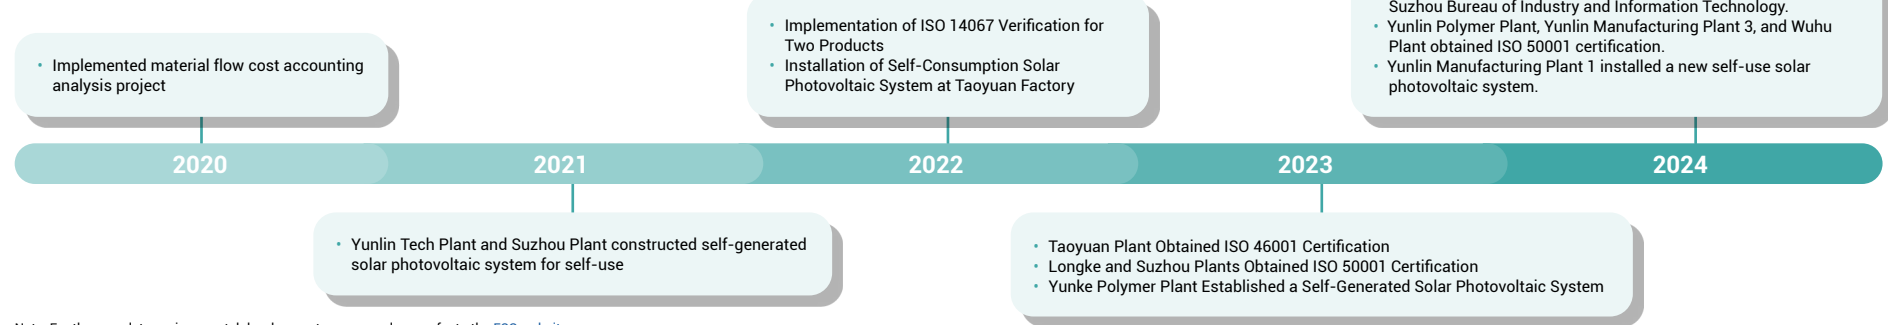 Suzhou Bureau of Industry and Information Technology.
• Implementation of ISO 14067 Verification for
Two Products
• Installation of Self-Consumption Solar
Photovoltaic System at Taoyuan Factory
• Yunlin Polymer Plant, Yunlin Manufacturing Plant 3, and Wuhu
Plant obtained ISO 50001 certification.
• Yunlin Manufacturing Plant 1 installed a new self-use solar
photovoltaic system.
• Implemented material flow cost accounting
analysis project
2020
2021
2022
2023
2024
• Yunlin Tech Plant and Suzhou Plant constructed self-generated
solar photovoltaic system for self-use
• Taoyuan Plant Obtained ISO 46001 Certification
• Longke and Suzhou Plants Obtained ISO 50001 Certification
• Yunke Polymer Plant Established a Self-Generated Solar Photovoltaic System